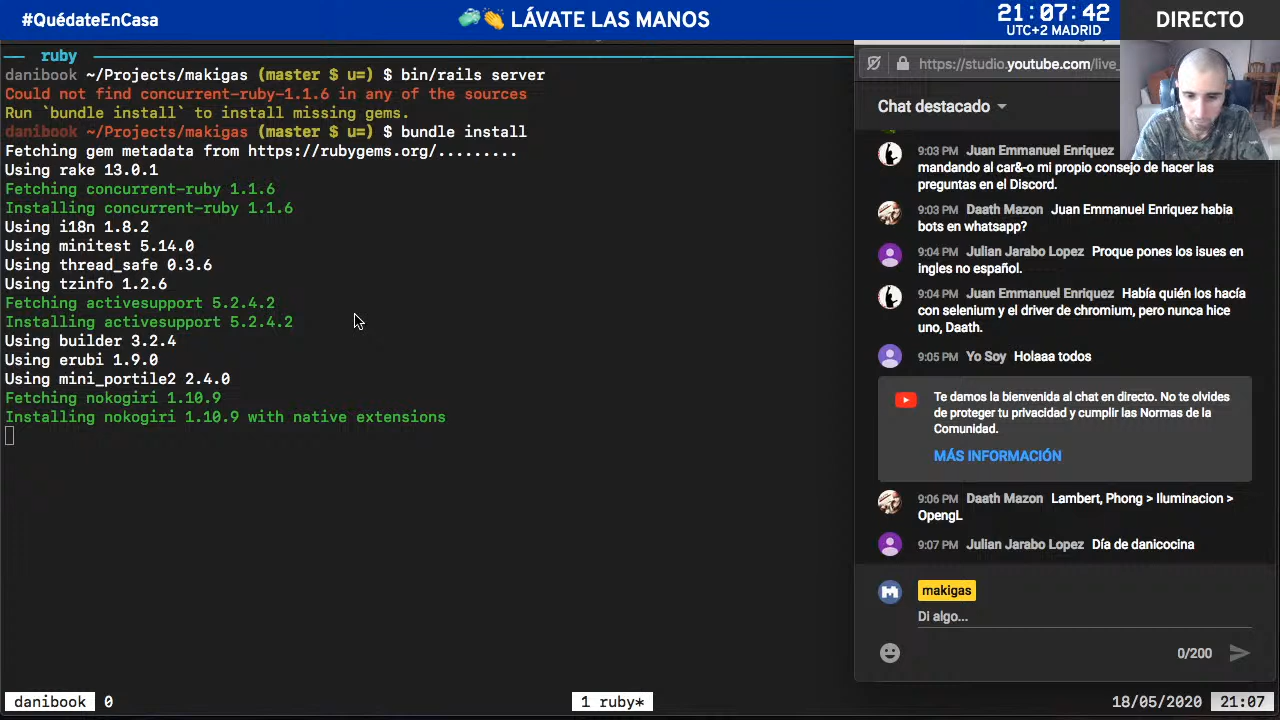 #QuédateEnCasa
LÁVATE LAS MANOS
21:07:42
UTC+2 MADRID
DIRECTO
ruby
danibook ~/Projects/makigas (master $ u=) $ bin/rails server
Could not find concurrent-ruby-1.1.6 in any of the sources
Run `bundle install` to install missing gems.
danibook ~/Projects/makigas (master $ u=) $ bundle install
Fetching gem metadata from https://rubygems.org/.........
Using rake 13.0.1
Fetching concurrent-ruby 1.1.6
Installing concurrent-ruby 1.1.6
Using i18n 1.8.2
Using minitest 5.14.0
Using thread_safe 0.3.6
Using tzinfo 1.2.6
Fetching activesupport 5.2.4.2
Installing activesupport 5.2.4.2
Using builder 3.2.4
Using erubi 1.9.0
Using mini_portile2 2.4.0
Fetching nokogiri 1.10.9
Installing nokogiri 1.10.9 with native extensions
https://studio.youtube.com/live_
Chat destacado
9:03 PM Juan Emmanuel Enriquez
mandando al car&-o mi propio consejo de hacer las
preguntas en el Discord.
9:03 PM Daath Mazon Juan Emmanuel Enriquez habia
bots en whatsapp?
9:04 PM Julian Jarabo Lopez Proque pones los isues en
ingles no español.
9:04 PM Juan Emmanuel Enriquez Había quién los hacía
con selenium y el driver de chromium, pero nunca hice
uno, Daath.
9:05 PM Yo Soy Holaaa todos
Te damos la bienvenida al chat en directo. No te olvides
de proteger tu privacidad y cumplir las Normas de la
Comunidad.
MÁS INFORMACIÓN
9:06 PM Daath Mazon Lambert, Phong > Iluminacion >
OpengL
9:07 PM Julian Jarabo Lopez Día de danicocina
makigas
Di algo...
0/200
danibook 0
1 ruby*
18/05/2020 21:07